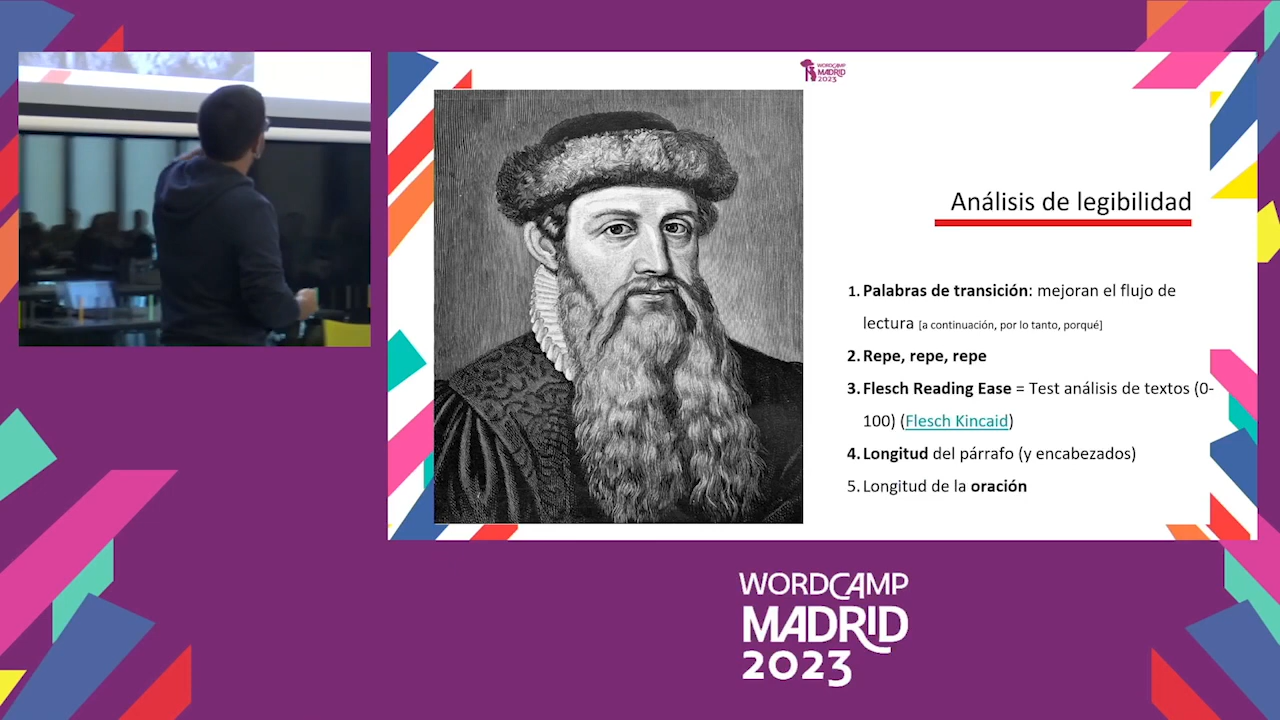 WORDCAMP
MADRID
2023
Análisis de legibilidad
1. Palabras de transición: mejoran el flujo de
lectura [a continuación, por lo tanto, porqué]
2. Repe, repe, repe
3. Flesch Reading Ease = Test análisis de textos (0-
100) (Flesch Kincaid)
4. Longitud del párrafo (y encabezados)
5. Longitud de la oración
WORDCAMP
MADRID
2023